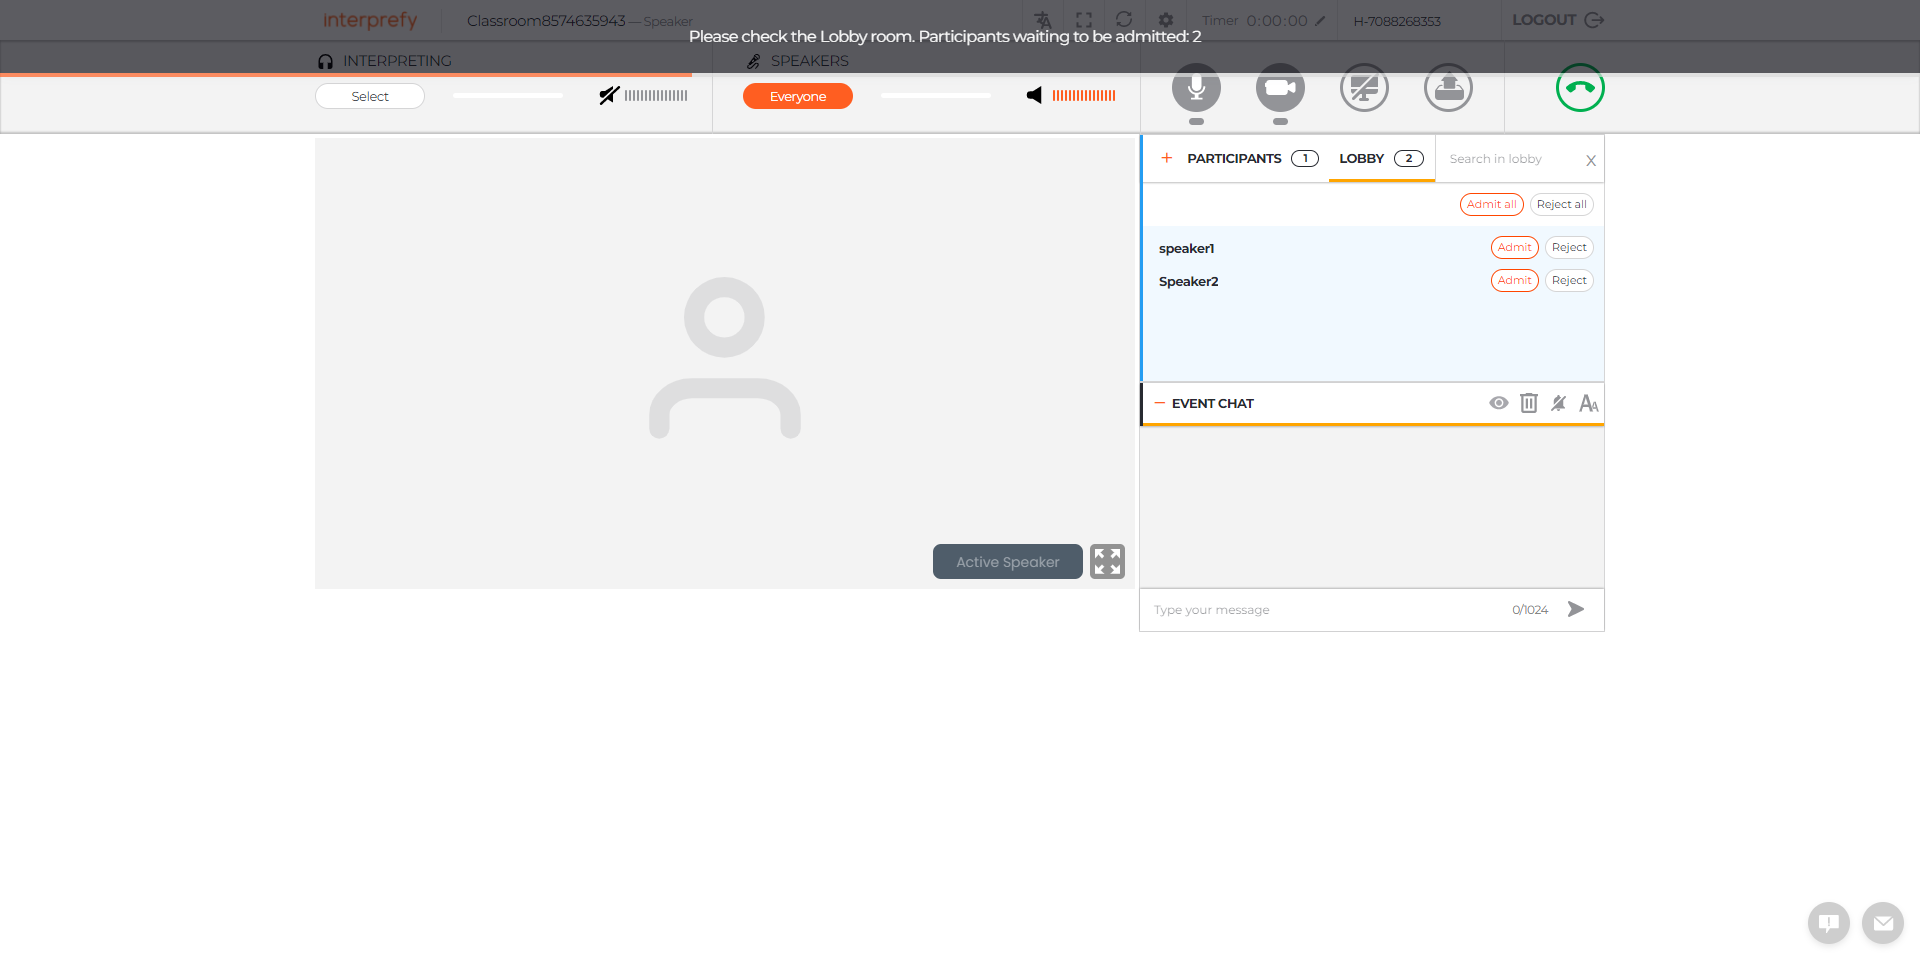 interprefy
Classroom8574635943 — Speaker
Timer 0:00:00
H-7088268353
LOGOUT
Please check the Lobby room. Participants waiting to be admitted: 2
INTERPRETING
SPEAKERS
Select
Everyone
PARTICIPANTS 1
LOBBY 2
Search in lobby X
Admit all Reject all
speaker1 Admit Reject
Speaker2 Admit Reject
EVENT CHAT
Active Speaker
Type your message 0/1024